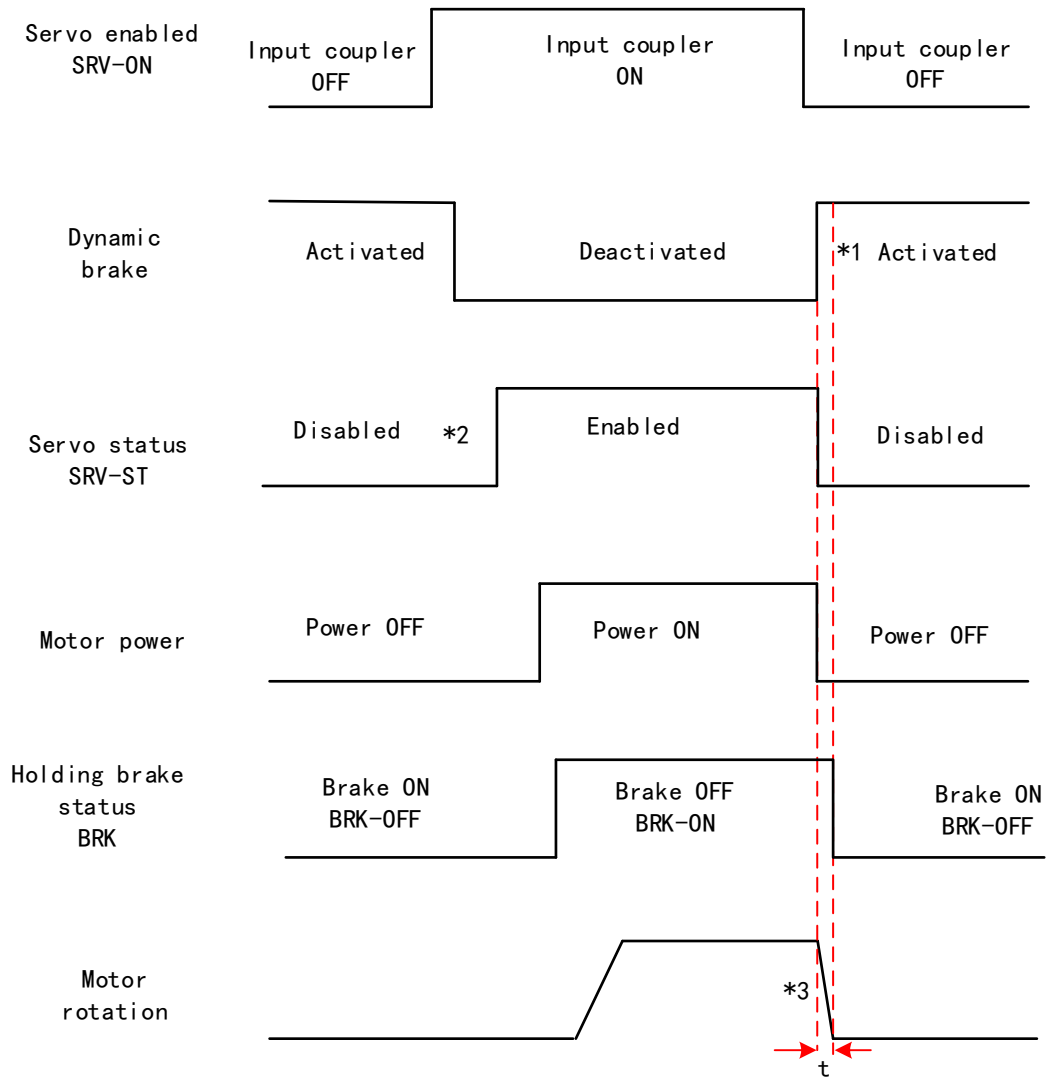 Servo enabled
SRV-ON
Input coupler
OFF
Input coupler
ON
Input coupler
OFF
Dynamic
brake
Activated
Deactivated
*1 Activated
Servo status
SRV-ST
Disabled
*2
Enabled
Disabled
Motor power
Power OFF
Power ON
Power OFF
Holding brake
status
BRK
Brake ON
BRK-OFF
Brake OFF
BRK-ON
Brake ON
BRK-OFF
Motor
rotation
*3
t